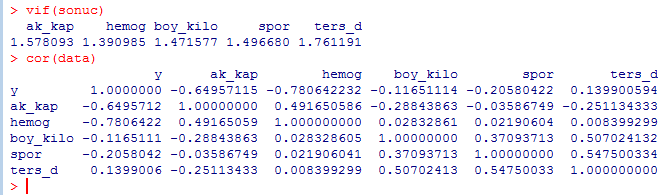 > vif(sonuc)
ak_kap hemog boy_kilo spor ters_d
1.578093 1.390985 1.471577 1.496680 1.761191
> cor(data)
y ak_kap hemog boy_kilo spor ters_d
y 1.0000000 -0.64957115 -0.780642232 -0.11651114 -0.20580422 0.139900594
ak_kap -0.6495712 1.00000000 0.491650586 -0.28843863 -0.03586749 -0.251134333
hemog -0.7806422 0.49165059 1.000000000 0.02832861 0.02190604 0.008399299
boy_kilo -0.1165111 -0.28843863 0.028328605 1.00000000 0.37093713 0.507024132
spor -0.2058042 -0.03586749 0.021906041 0.37093713 1.00000000 0.547500334
ters_d 0.1399006 -0.25113433 0.008399299 0.50702413 0.54750033 1.000000000
>